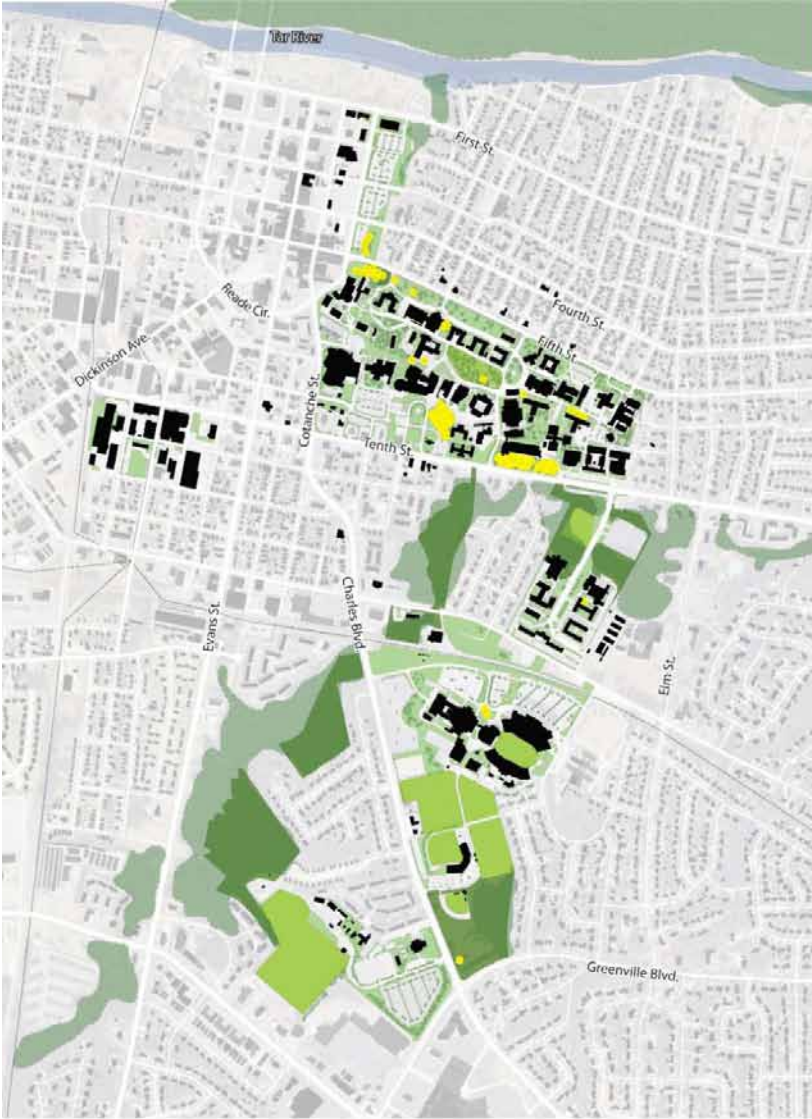 Tar River
First St.
Fourth St.
Reade Cir.
Fifth St.
Dickinson Ave.
Cotanche St.
Tenth St.
Charles Blvd.
Evans St.
Elm St.
Greenville Blvd.